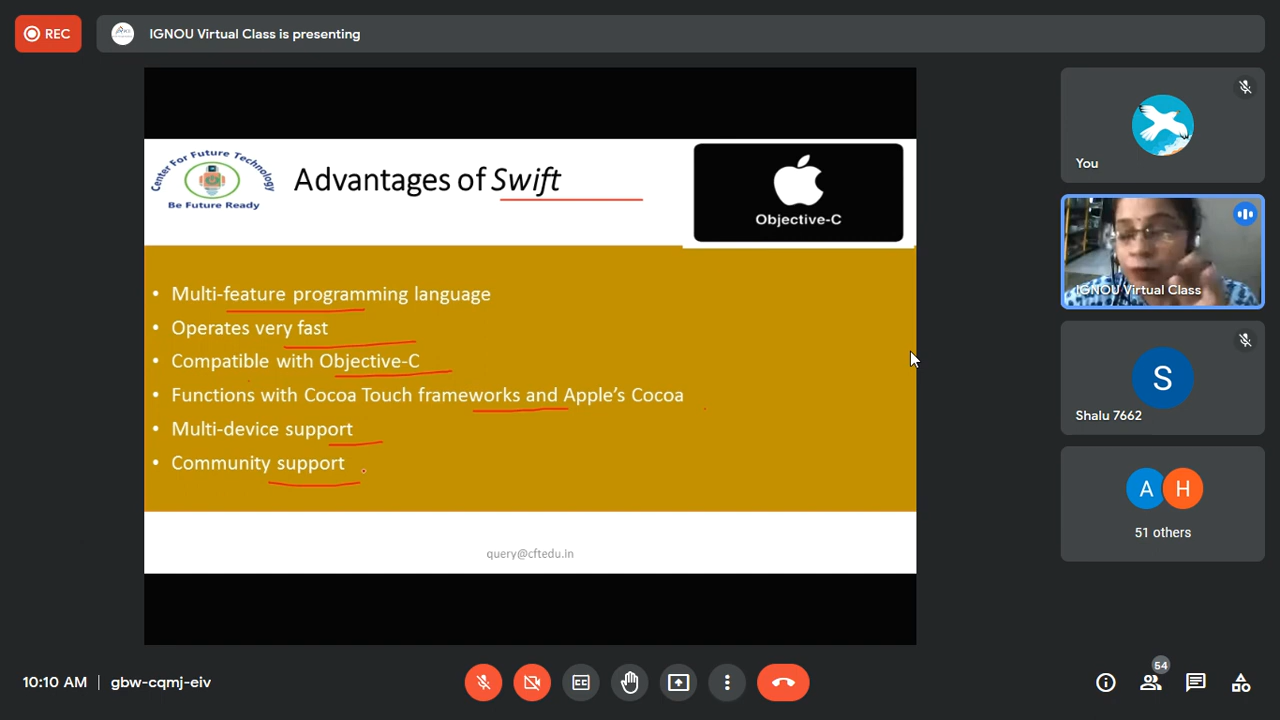 REC
IGNOU Virtual Class is presenting
Center For Future Technology
Be Future Ready
Advantages of Swift
Objective-C
• Multi-feature programming language
• Operates very fast
• Compatible with Objective-C
• Functions with Cocoa Touch frameworks and Apple's Cocoa
• Multi-device support
• Community support
query@cftedu.in
You
IGNOU Virtual Class
S
Shalu 7662
A H
51 others
10:10 AM | gbw-cqmj-eiv
CC
54